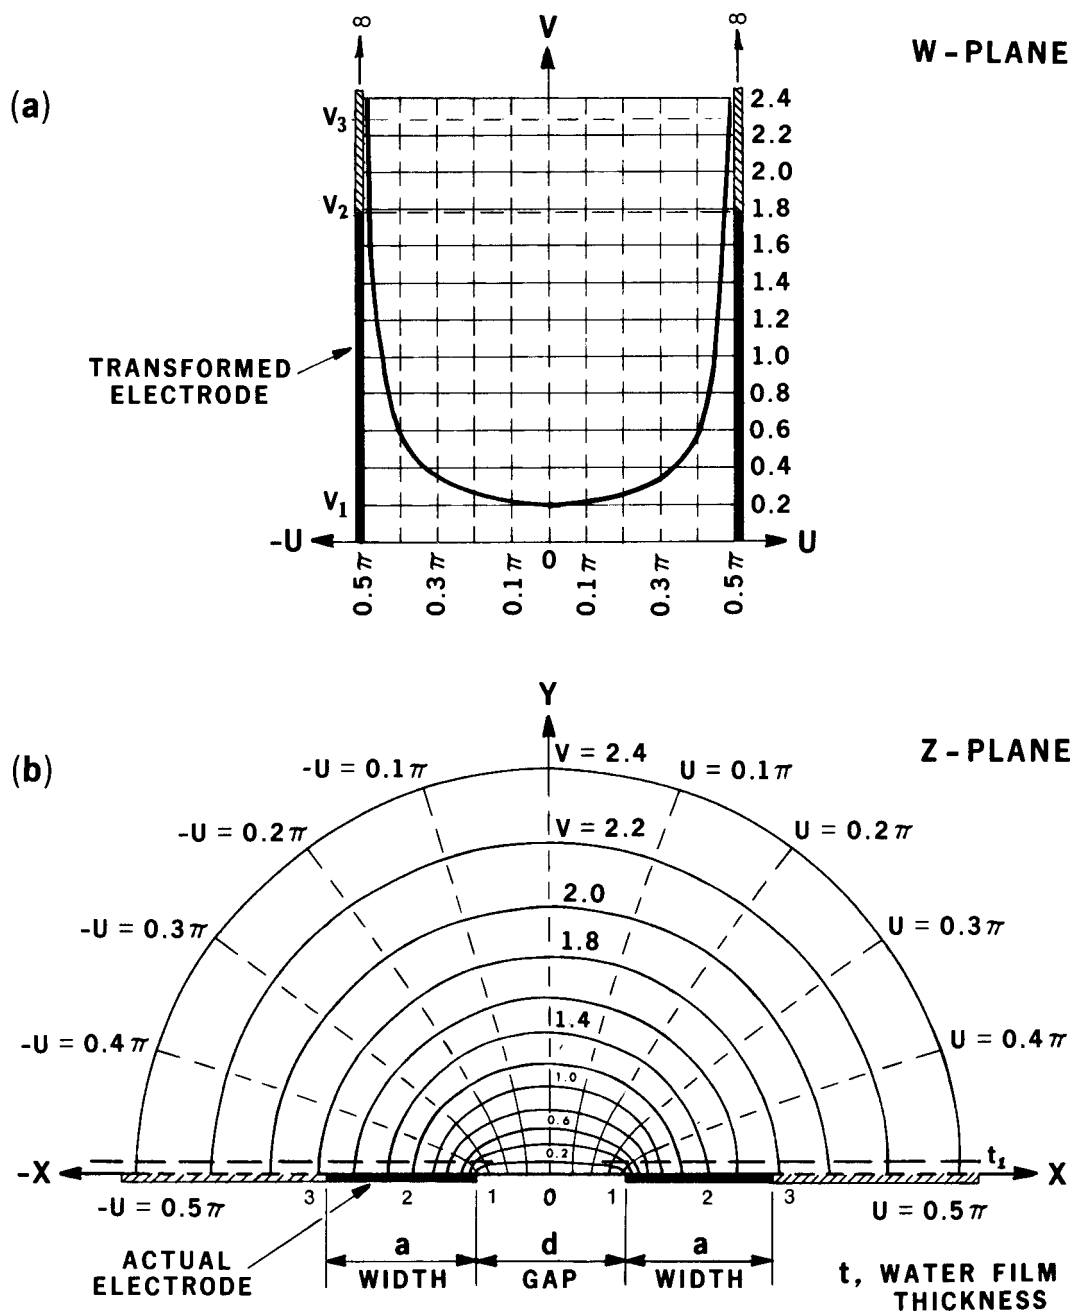 ∞ V ∞
W-PLANE
(a)
V3
2.4
2.2
2.0
V2
1.8
1.6
1.4
1.2
TRANSFORMED
ELECTRODE
1.0
0.8
0.6
0.4
V1
0.2
-U U
0.5π 0.3π 0.1π 0 0.1π 0.3π 0.5π
Y
(b)
Z-PLANE
-U = 0.1π V = 2.4 U = 0.1π
-U = 0.2π V = 2.2 U = 0.2π
2.0
-U = 0.3π 1.8 U = 0.3π
-U = 0.4π 1.4 U = 0.4π
1.0
0.6
0.2
t1
-X X
3 2 1 0 1 2 3
-U = 0.5π U = 0.5π
ACTUAL
ELECTRODE
a d a
WIDTH GAP WIDTH
t, WATER FILM
THICKNESS